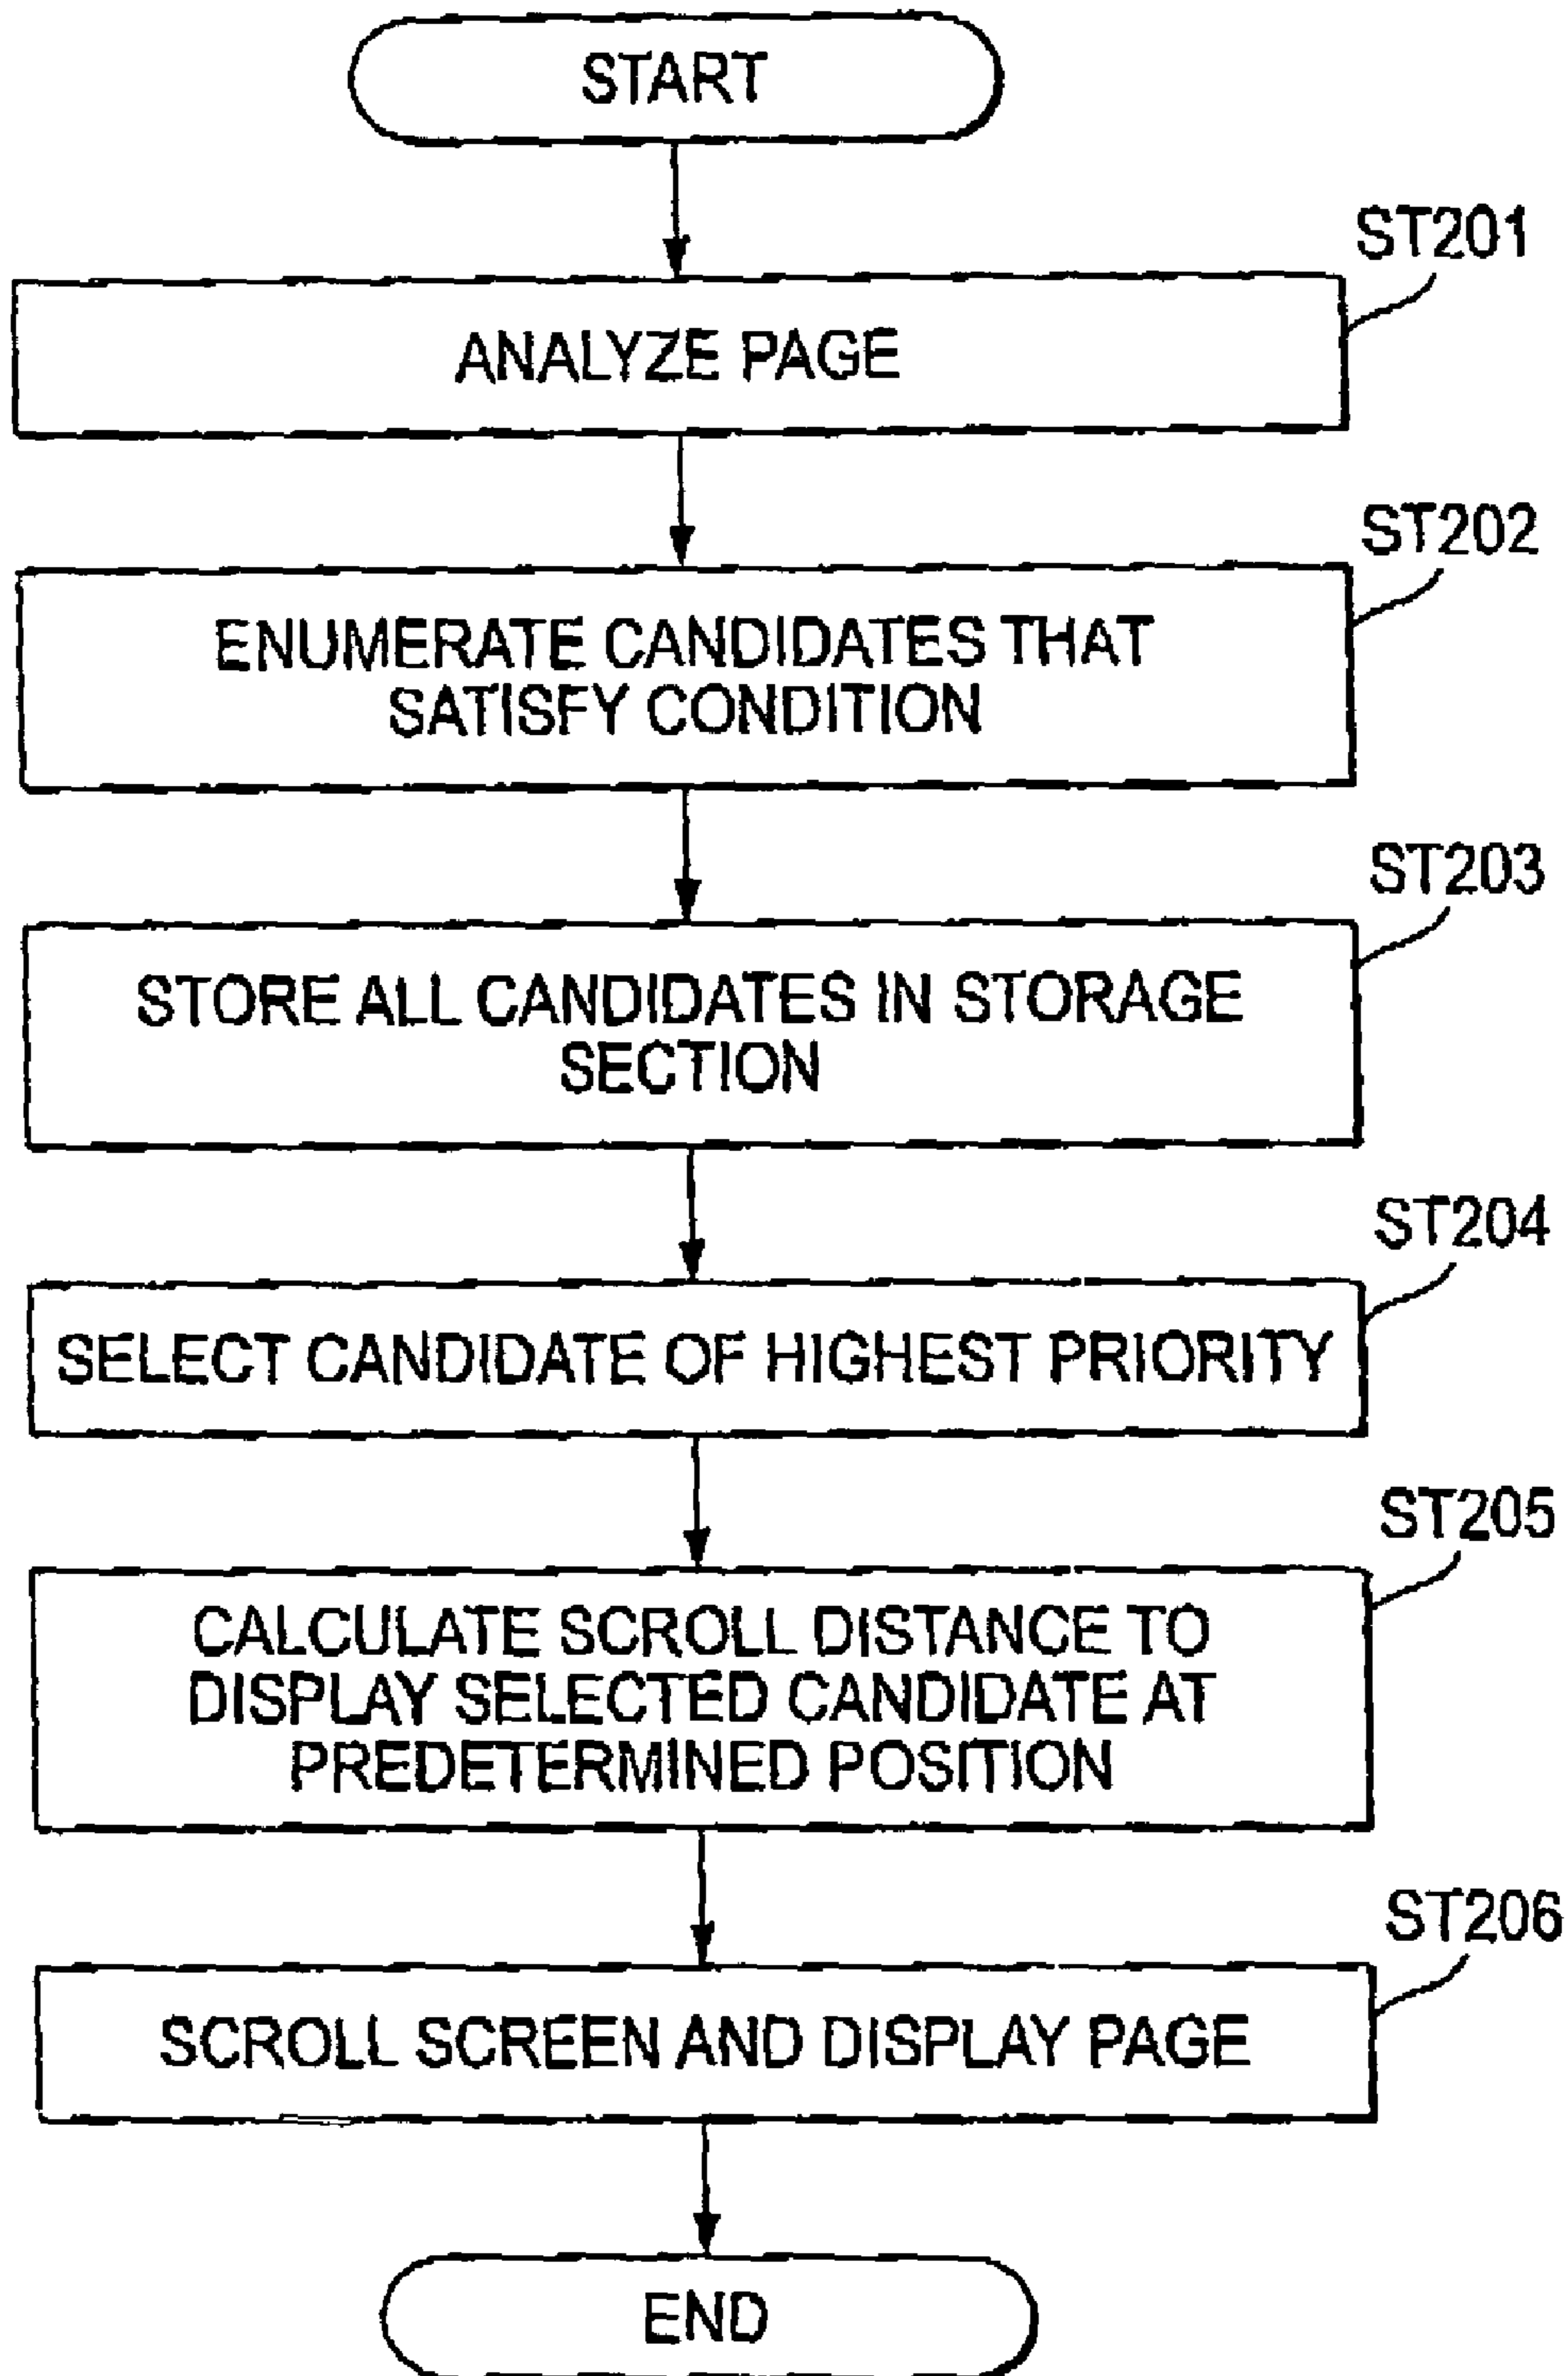 START
ST201
ANALYZE PAGE
ST202
ENUMERATE CANDIDATES THAT
SATISFY CONDITION
ST203
STORE ALL CANDIDATES IN STORAGE
SECTION
ST204
SELECT CANDIDATE OF HIGHEST PRIORITY
ST205
CALCULATE SCROLL DISTANCE TO
DISPLAY SELECTED CANDIDATE AT
PREDETERMINED POSITION
ST206
SCROLL SCREEN AND DISPLAY PAGE
END